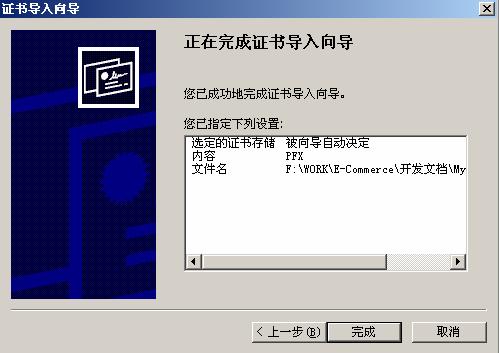 证书导入向导
正在完成证书导入向导
您已成功地完成证书导入向导。
您已指定下列设置:
选定的证书存储 被向导自动决定
内容 PFX
文件名 F:\WORK\E-Commerce\开发文档\My
< 上一步(B) 完成 取消